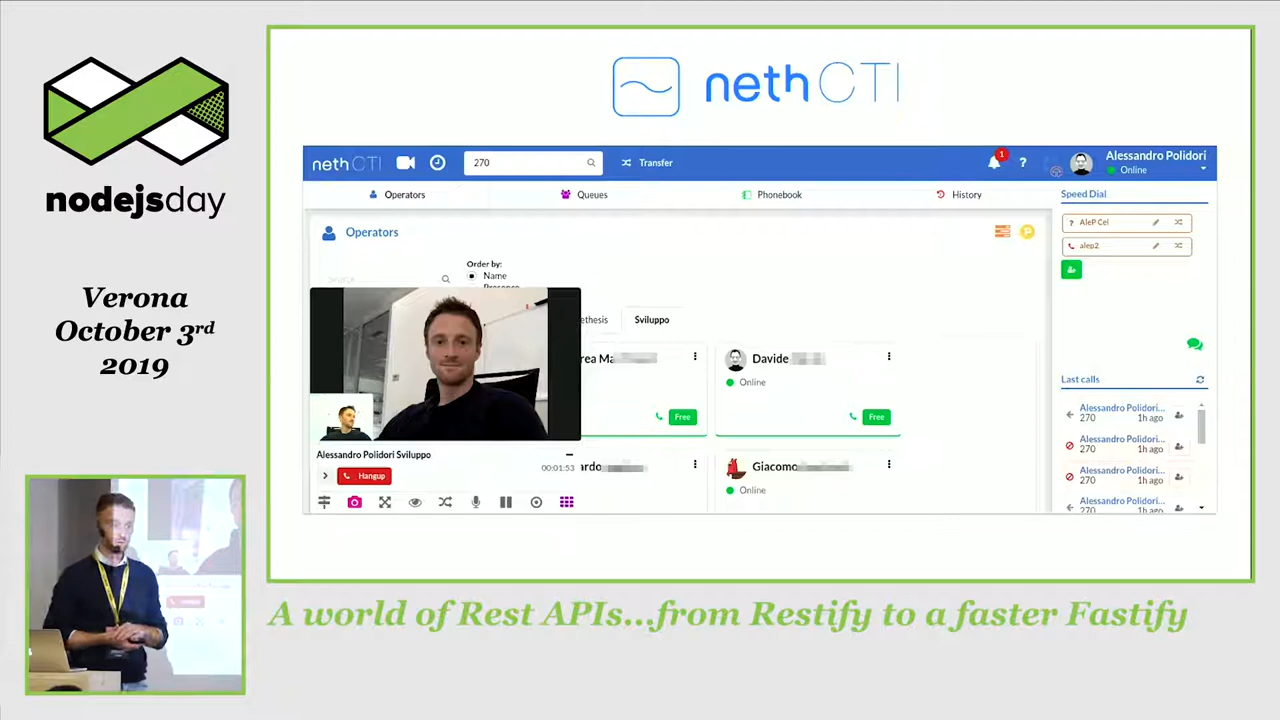 nodejsday
Verona
October 3rd
2019
nethCTI
nethCTI
270
Transfer
1
?
Alessandro Polidori
Online
Operators
Queues
Phonebook
History
Speed Dial
Operators
? AleP Cel
alep2
Order by:
Name
Presence
Sviluppo
Davide
Online
Free
Free
Last calls
Alessandro Polidori...
270 1h ago
Alessandro Polidori...
270 1h ago
Alessandro Polidori...
270 1h ago
Alessandro Polidori...
270 1h ago
Alessandro Polidori Sviluppo
00:01:53
Hangup
Giacomo
Online
A world of Rest APIs...from Restify to a faster Fastify